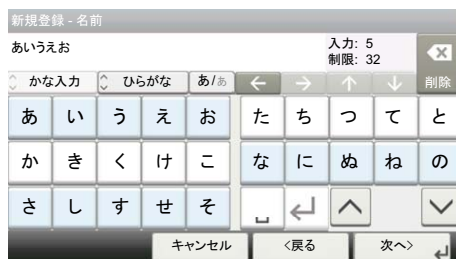 新規登録 - 名前
あいうえお
入力: 5
制限: 32
かな入力 ひらがな あ/ぁ ← → ↑ ↓ 削除
あ い う え お た ち つ て と
か き く け こ な に ぬ ね の
さ し す せ そ
キャンセル <戻る 次へ>